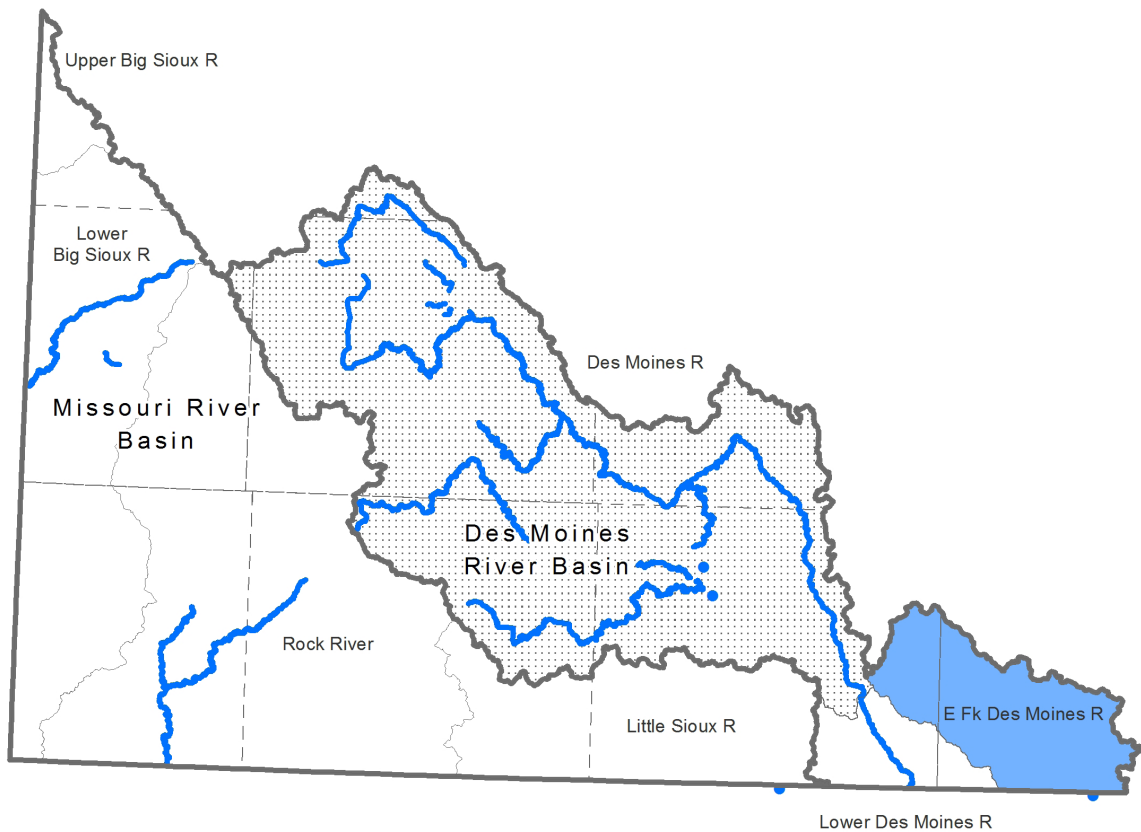 Upper Big Sioux R
Lower
Big Sioux R
Des Moines R
Missouri River
Basin
Des Moines
River Basin
Rock River
E Fk Des Moines R
Little Sioux R
Lower Des Moines R